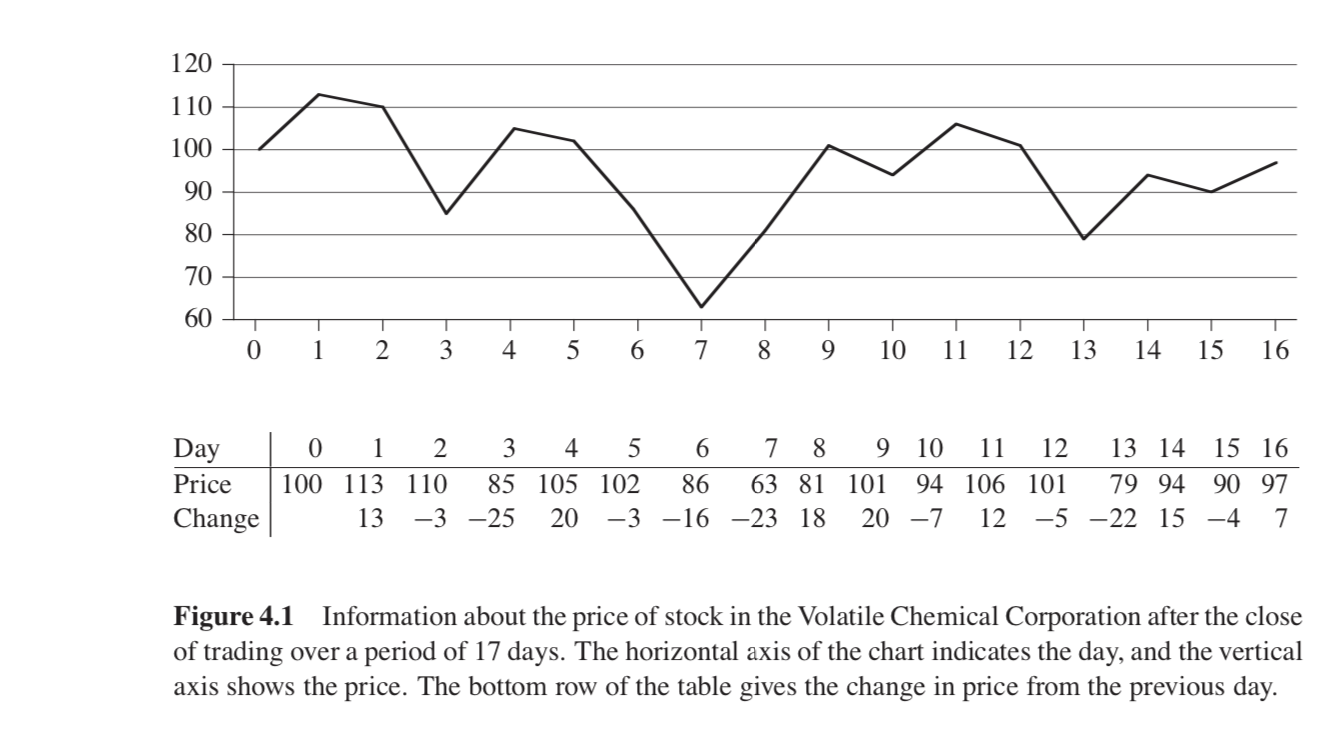 120
110
100
90
80
70
60
0 1 2 3 4 5 6 7 8 9 10 11 12 13 14 15 16
Day 0 1 2 3 4 5 6 7 8 9 10 11 12 13 14 15 16
Price 100 113 110 85 105 102 86 63 81 101 94 106 101 79 94 90 97
Change 13 −3 −25 20 −3 −16 −23 18 20 −7 12 −5 −22 15 −4 7
Figure 4.1 Information about the price of stock in the Volatile Chemical Corporation after the close
of trading over a period of 17 days. The horizontal axis of the chart indicates the day, and the vertical
axis shows the price. The bottom row of the table gives the change in price from the previous day.